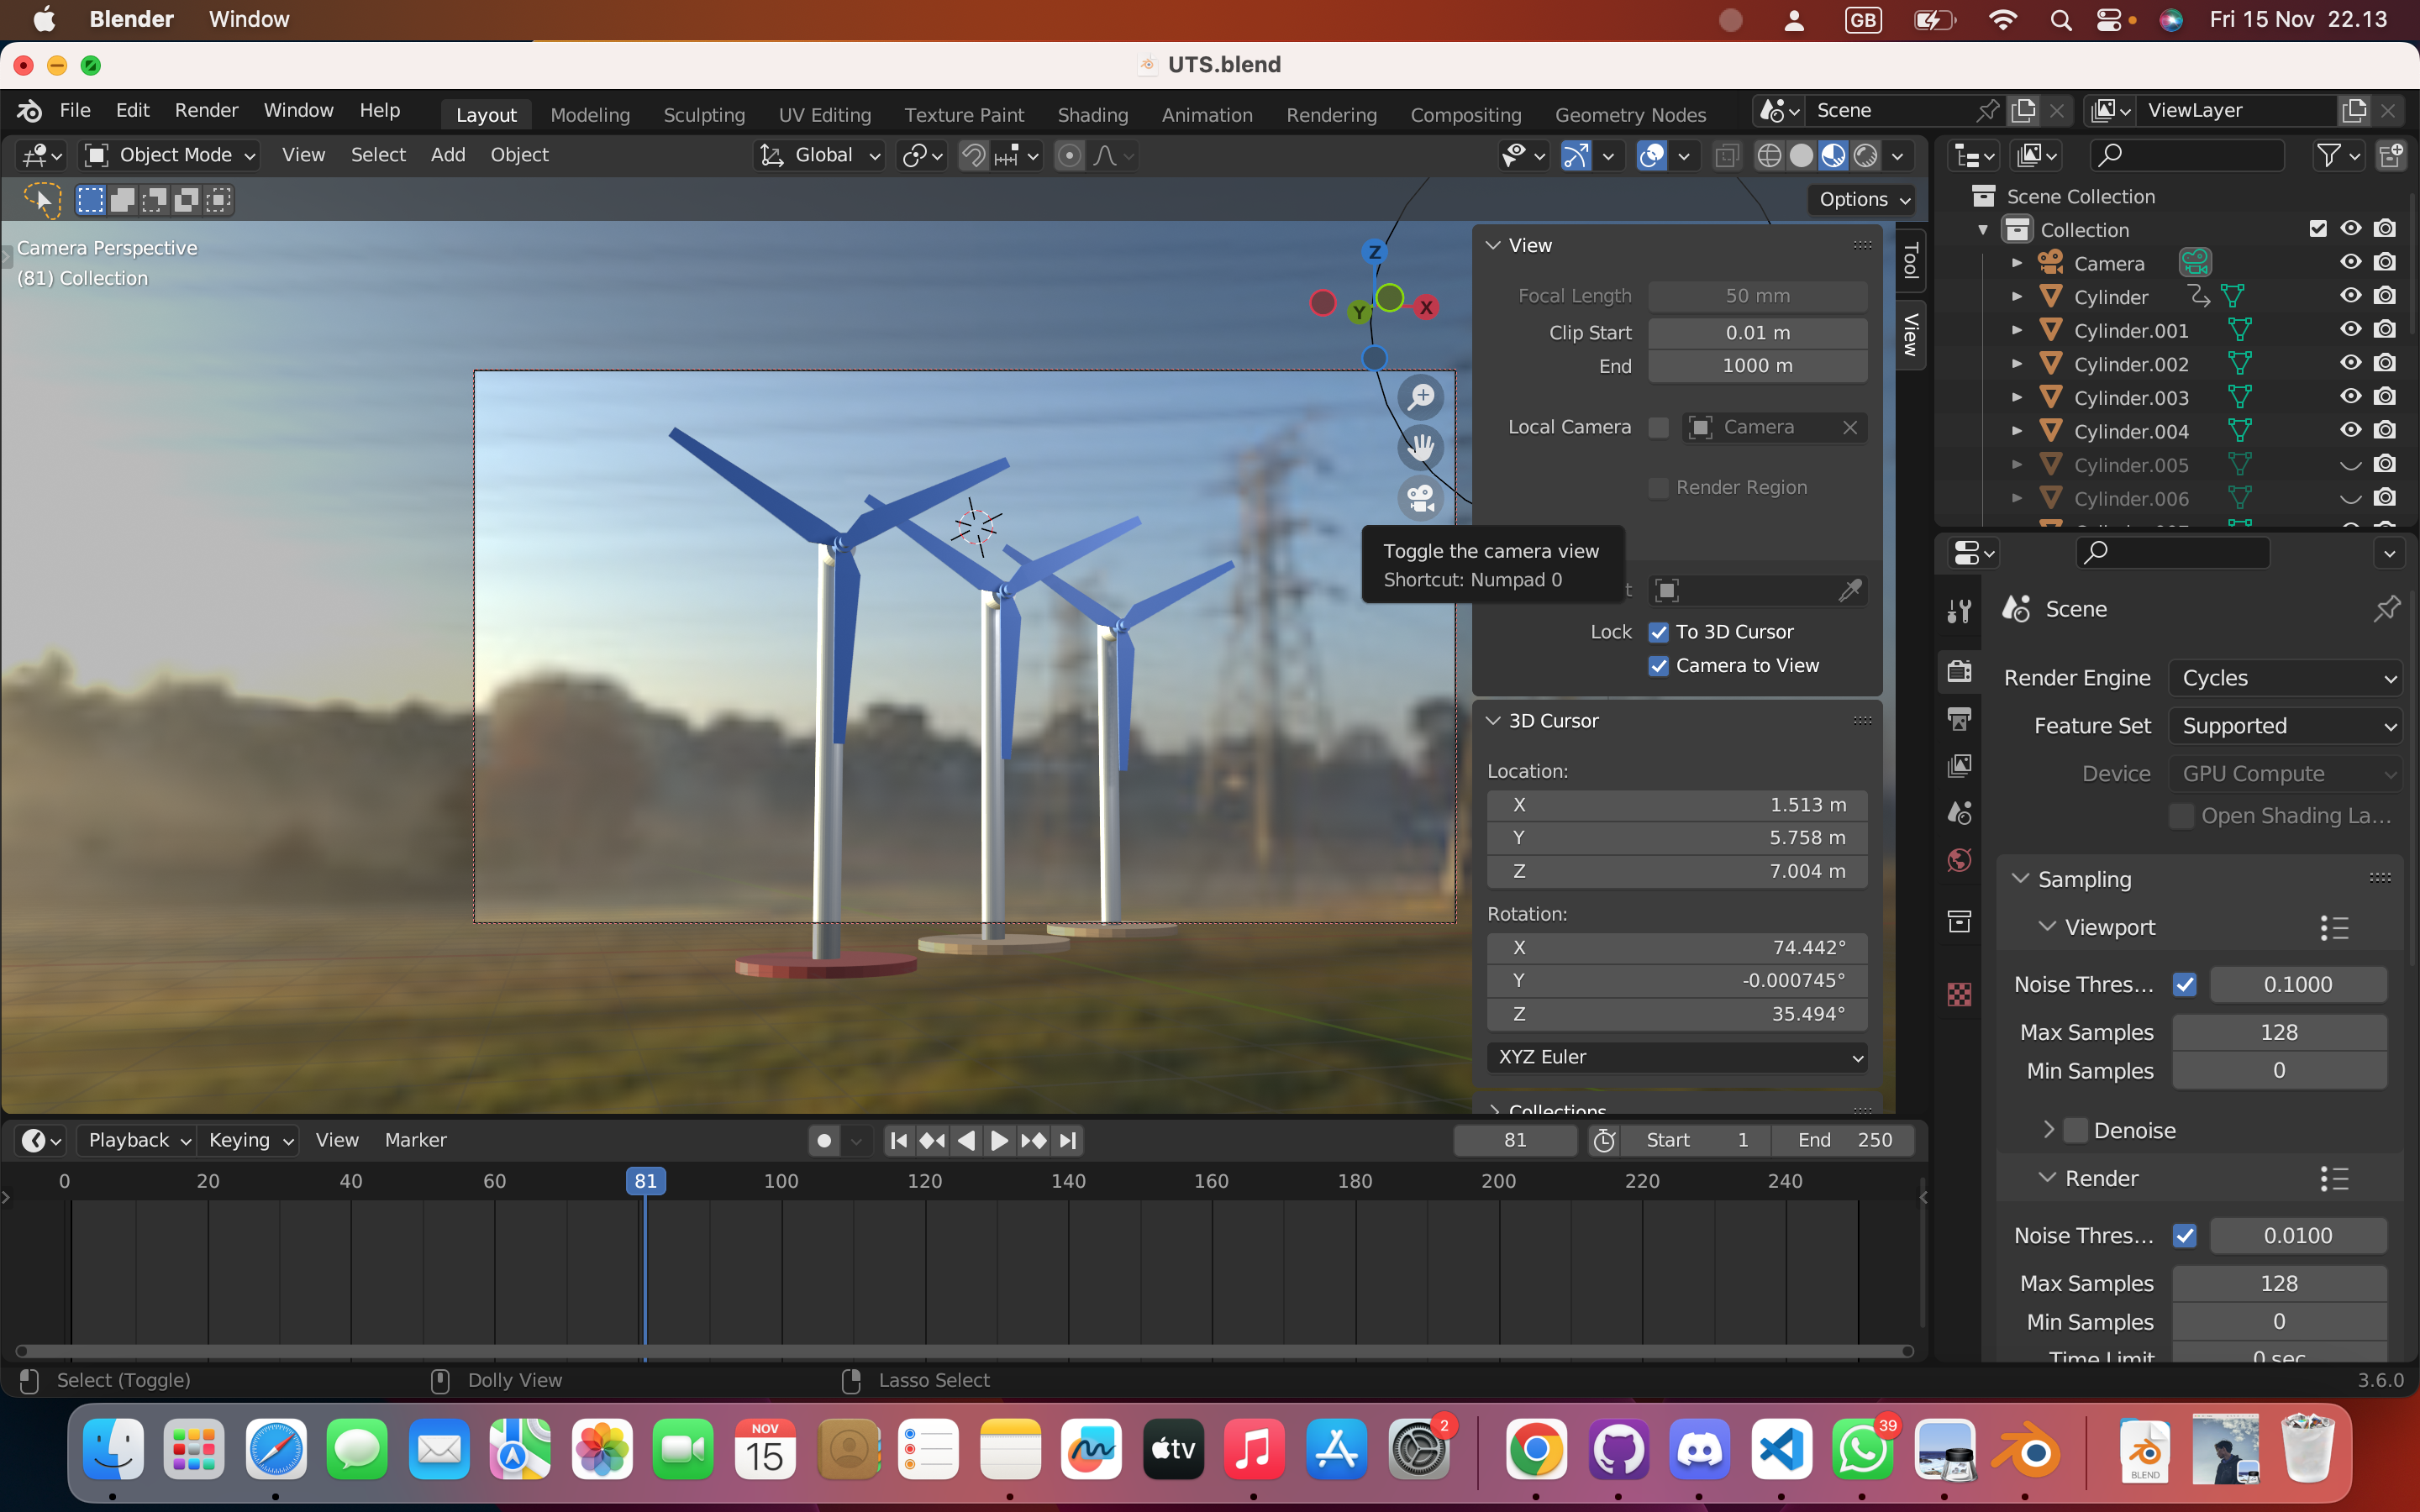 Blender Window GB Fri 15 Nov 22.13
UTS.blend
File Edit Render Window Help Layout Modeling Sculpting UV Editing Texture Paint Shading Animation Rendering Compositing Geometry Nodes Scene ViewLayer
Object Mode View Select Add Object Global
Options
Camera Perspective
(81) Collection
Z
X
Y
View
Focal Length 50 mm
Clip Start 0.01 m
End 1000 m
Local Camera Camera
Render Region
Toggle the camera view
Shortcut: Numpad 0
Lock To 3D Cursor
Camera to View
3D Cursor
Location:
X 1.513 m
Y 5.758 m
Z 7.004 m
Rotation:
X 74.442°
Y -0.000745°
Z 35.494°
XYZ Euler
Collections
Tool
View
Scene Collection
Collection
Camera
Cylinder
Cylinder.001
Cylinder.002
Cylinder.003
Cylinder.004
Cylinder.005
Cylinder.006
Scene
Render Engine Cycles
Feature Set Supported
Device GPU Compute
Open Shading La...
Sampling
Viewport
Noise Thres... 0.1000
Max Samples 128
Min Samples 0
Denoise
Render
Noise Thres... 0.0100
Max Samples 128
Min Samples 0
Time Limit 0 sec
Playback Keying View Marker 81 Start 1 End 250
0 20 40 60 81 100 120 140 160 180 200 220 240
Select (Toggle) Dolly View Lasso Select 3.6.0
NOV
15
tv
2
39
BLEND